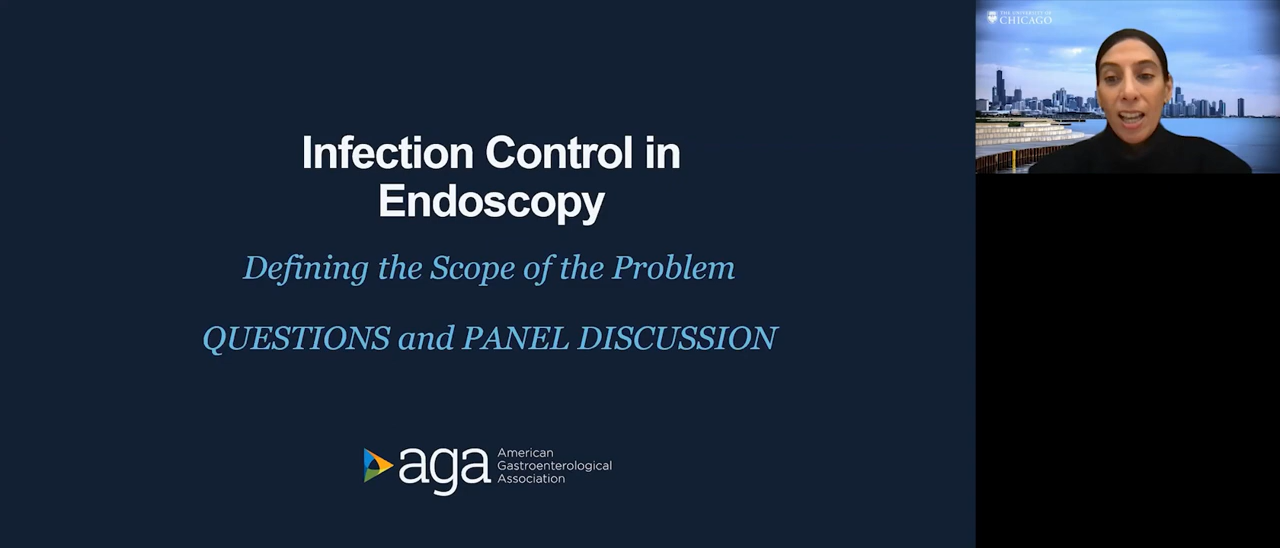 Infection Control in
Endoscopy
Defining the Scope of the Problem
QUESTIONS and PANEL DISCUSSION
aga
American
Gastroenterological
Association
THE UNIVERSITY OF
CHICAGO